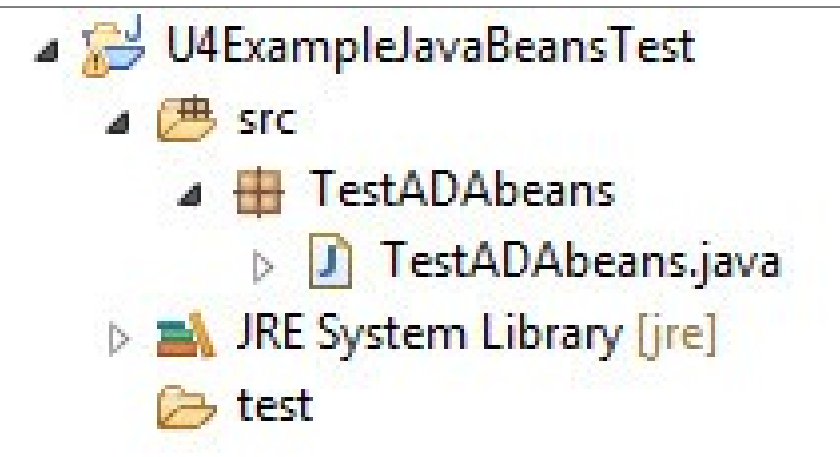 U4ExampleJavaBeansTest
src
TestADAbeans
TestADAbeans.java
JRE System Library [jre]
test